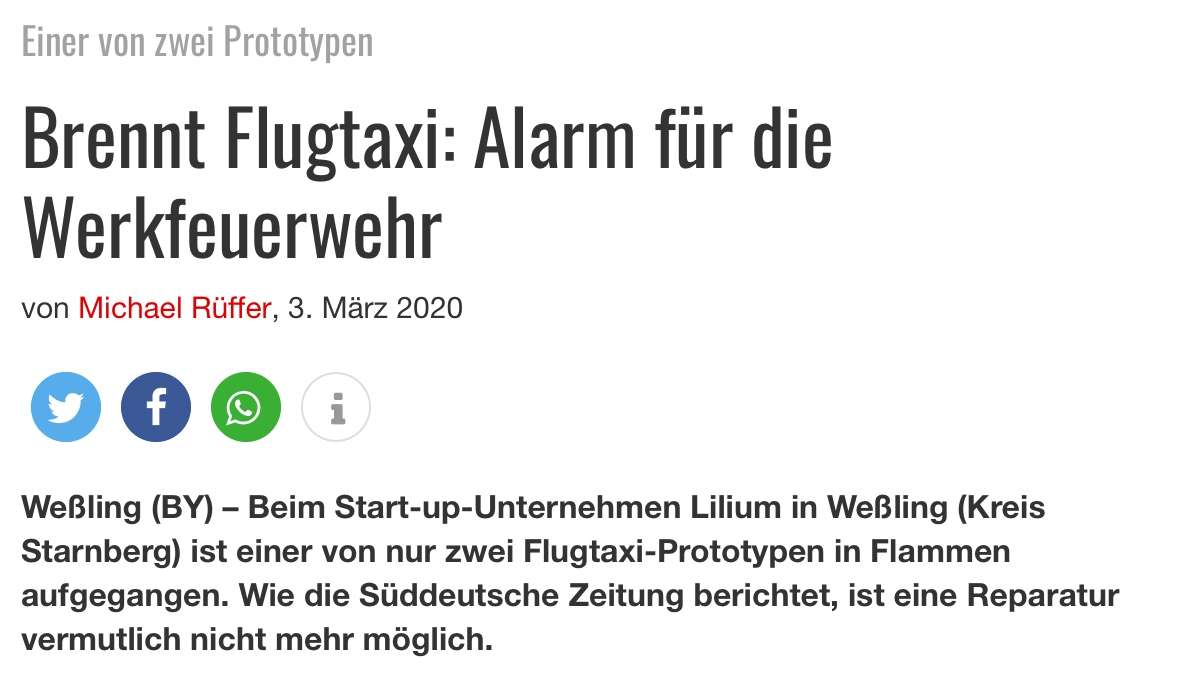 Einer von zwei Prototypen
Brennt Flugtaxi: Alarm für die
Werkfeuerwehr
von Michael Rüffer, 3. März 2020
Weßling (BY) – Beim Start-up-Unternehmen Lilium in Weßling (Kreis
Starnberg) ist einer von nur zwei Flugtaxi-Prototypen in Flammen
aufgegangen. Wie die Süddeutsche Zeitung berichtet, ist eine Reparatur
vermutlich nicht mehr möglich.